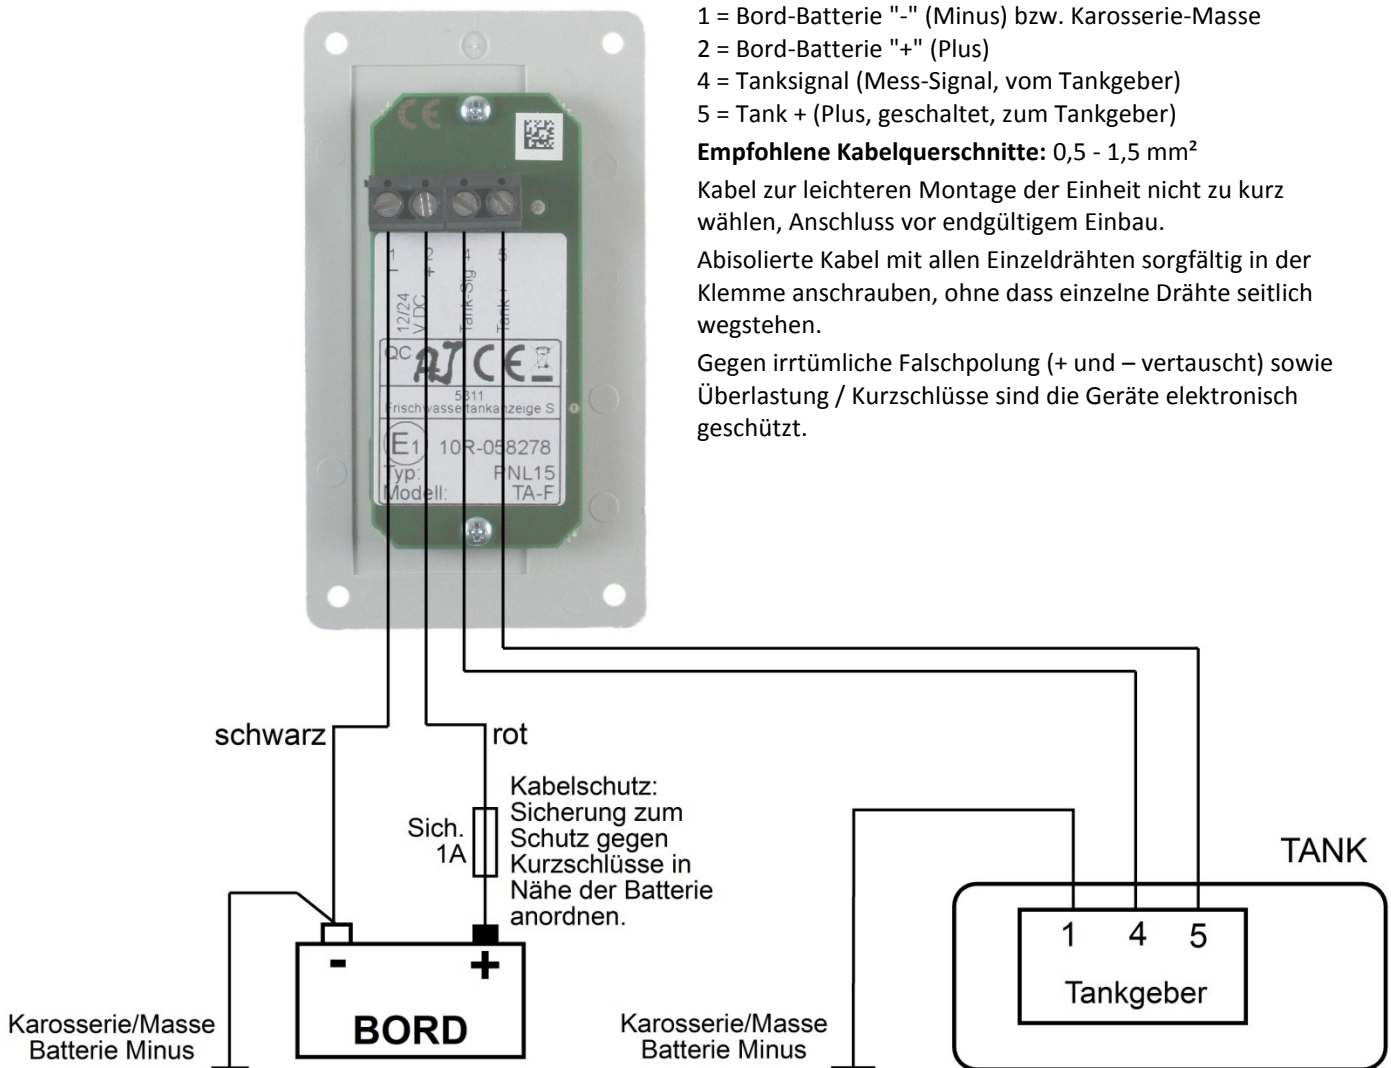 1 = Bord-Batterie "-" (Minus) bzw. Karosserie-Masse
2 = Bord-Batterie "+" (Plus)
4 = Tanksignal (Mess-Signal, vom Tankgeber)
5 = Tank + (Plus, geschaltet, zum Tankgeber)
Empfohlene Kabelquerschnitte: 0,5 - 1,5 mm²
Kabel zur leichteren Montage der Einheit nicht zu kurz
wählen, Anschluss vor endgültigem Einbau.
Abisolierte Kabel mit allen Einzeldrähten sorgfältig in der
Klemme anschrauben, ohne dass einzelne Drähte seitlich
wegstehen.
Gegen irrtümliche Falschpolung (+ und – vertauscht) sowie
Überlastung / Kurzschlüsse sind die Geräte elektronisch
geschützt.
CE
1 2 4 5
- +
12/24
V DC
Tank-Sig
Tank +
QC AJ CE
5311
Frischwassertankanzeige S
E1 10R-058278
Typ: PNL15
Modell: TA-F
schwarz
rot
Sich.
1A
Kabelschutz:
Sicherung zum
Schutz gegen
Kurzschlüsse in
Nähe der Batterie
anordnen.
- +
BORD
Karosserie/Masse
Batterie Minus
Karosserie/Masse
Batterie Minus
TANK
1 4 5
Tankgeber